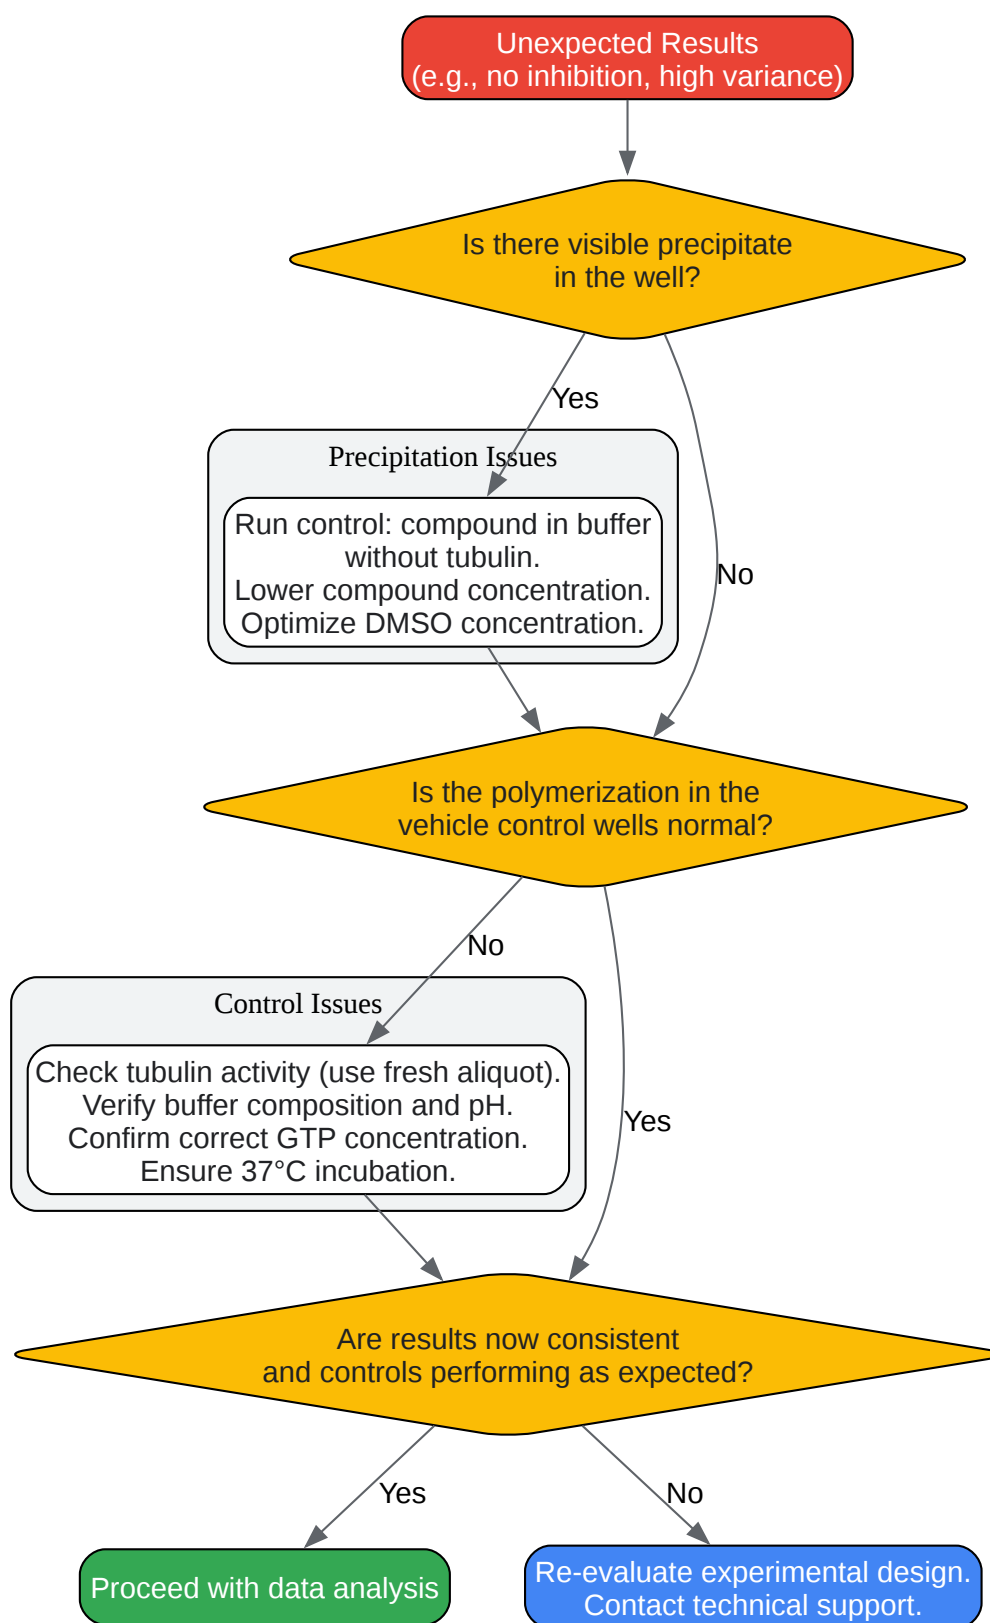 Unexpected Results
(e.g., no inhibition, high variance)
Is there visible precipitate
in the well?
Yes
Precipitation Issues
Run control: compound in buffer
without tubulin.
Lower compound concentration.
Optimize DMSO concentration.
No
Is the polymerization in the
vehicle control wells normal?
No
Control Issues
Check tubulin activity (use fresh aliquot).
Verify buffer composition and pH.
Confirm correct GTP concentration.
Ensure 37°C incubation.
Yes
Are results now consistent
and controls performing as expected?
Yes
No
Proceed with data analysis
Re-evaluate experimental design.
Contact technical support.